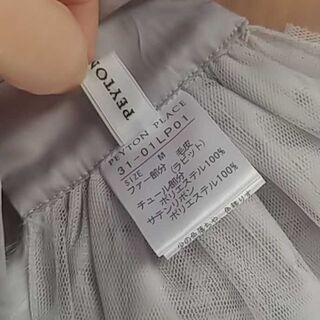 PEYTON
PEYTON PLACE
31-01LP01
SIZE M
ファー部分 毛皮
(ラビット)
チュール部分
ポリエステル100%
サテンリボン
ポリエステル100%